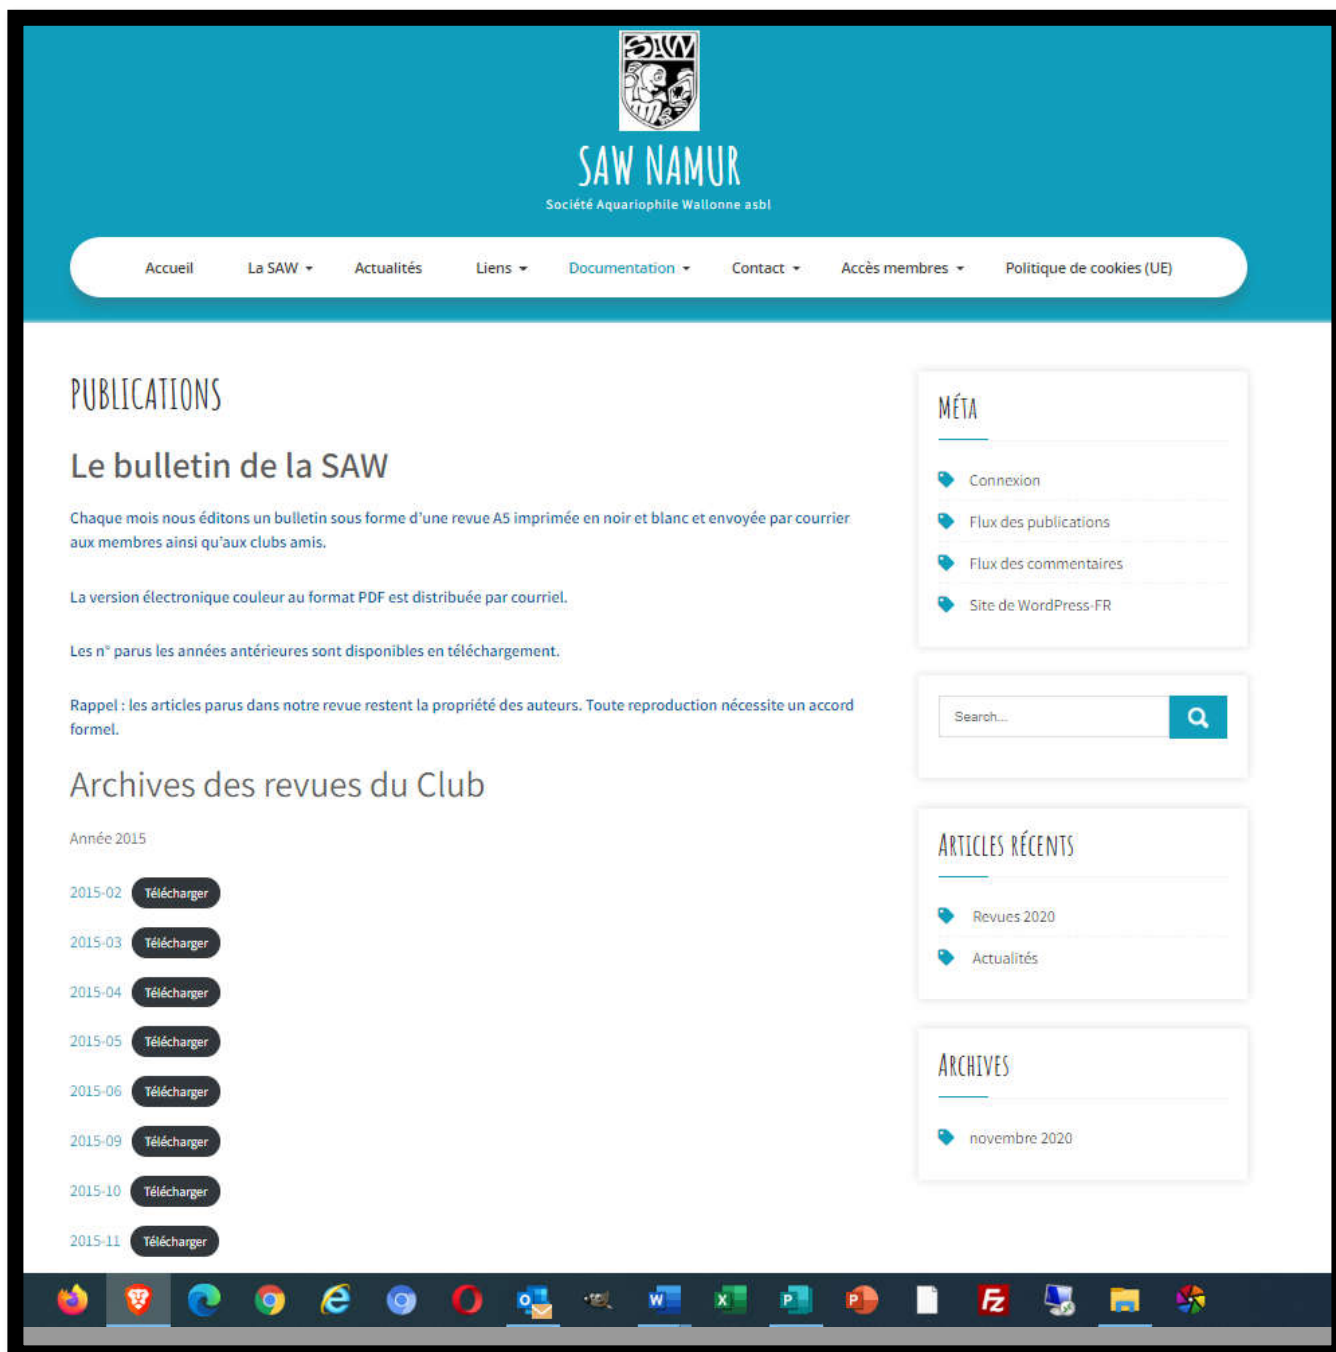 SAW
SAW NAMUR
Société Aquariophile Wallonne asbl
Accueil La SAW Actualités Liens Documentation Contact Accès membres Politique de cookies (UE)
PUBLICATIONS
Le bulletin de la SAW
Chaque mois nous éditons un bulletin sous forme d'une revue A5 imprimée en noir et blanc et envoyée par courrier
aux membres ainsi qu'aux clubs amis.
La version électronique couleur au format PDF est distribuée par courriel.
Les n° parus les années antérieures sont disponibles en téléchargement.
Rappel : les articles parus dans notre revue restent la propriété des auteurs. Toute reproduction nécessite un accord
formel.
Archives des revues du Club
Année 2015
2015-02 Télécharger
2015-03 Télécharger
2015-04 Télécharger
2015-05 Télécharger
2015-06 Télécharger
2015-09 Télécharger
2015-10 Télécharger
2015-11 Télécharger
Méta
Connexion
Flux des publications
Flux des commentaires
Site de WordPress-FR
Search...
Articles récents
Revues 2020
Actualités
Archives
novembre 2020